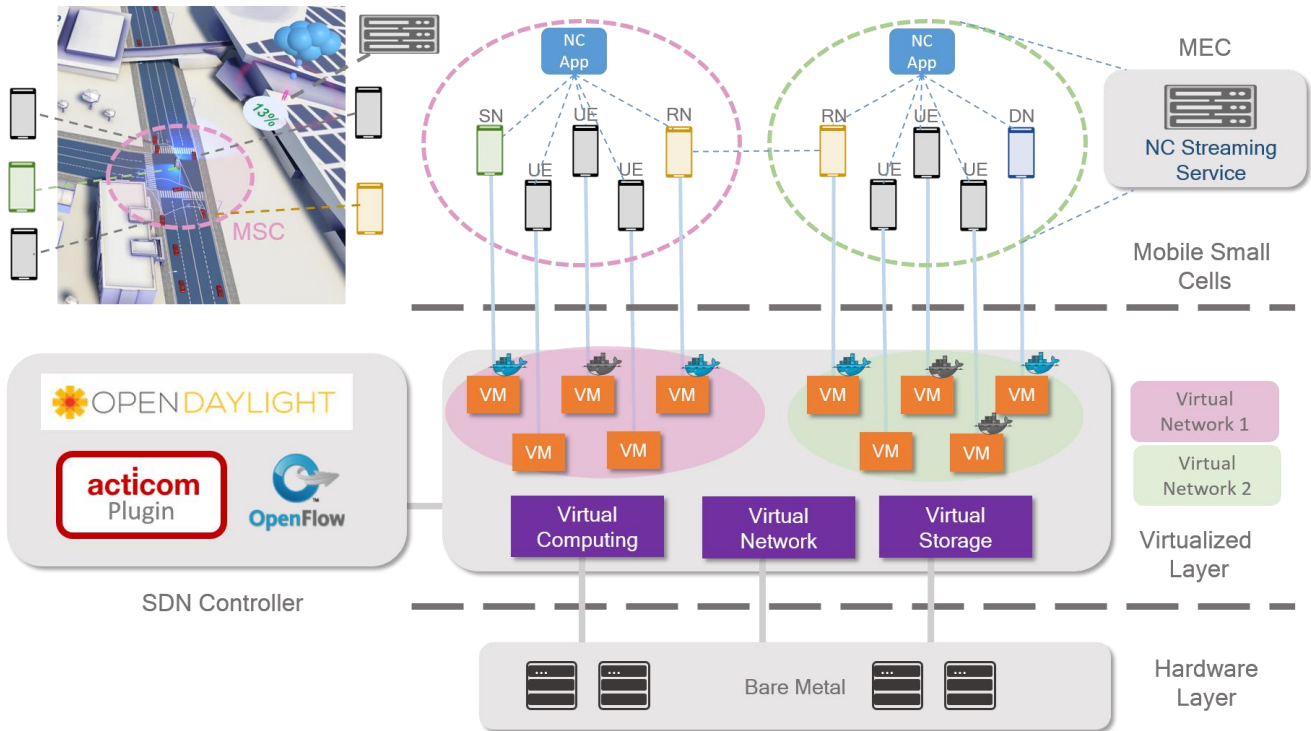 NC
App
NC
App
MEC
13%
SN
UE
RN
RN
UE
DN
UE
UE
UE
UE
NC Streaming
Service
MSC
Mobile Small
Cells
OPENDAYLIGHT
acticom
Plugin
OpenFlow
TM
SDN Controller
VM
VM
VM
VM
VM
VM
VM
VM
VM
VM
Virtual
Network 1
Virtual
Network 2
Virtual
Computing
Virtual
Network
Virtual
Storage
Virtualized
Layer
Bare Metal
Hardware
Layer